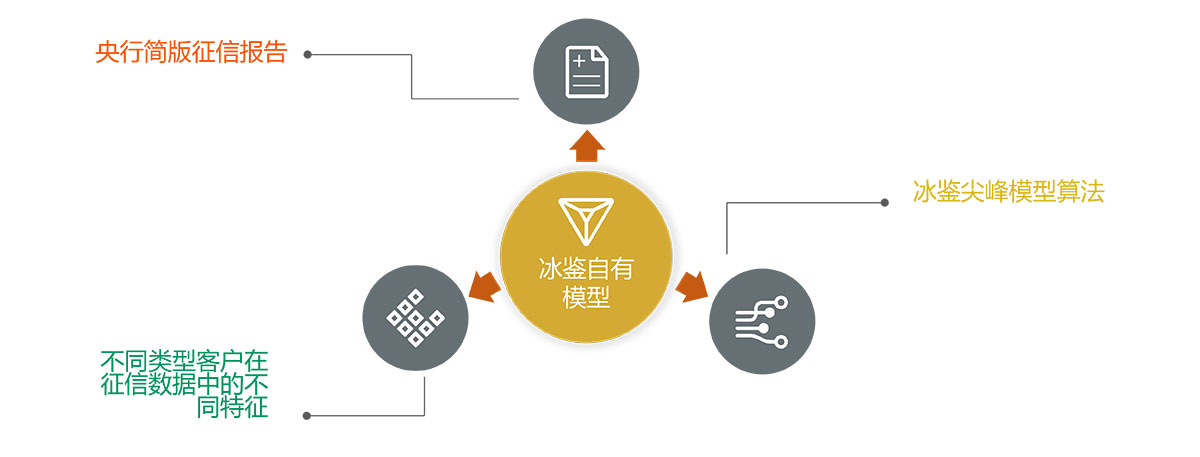 央行简版征信报告
冰鉴尖峰模型算法
冰鉴自有
模型
不同类型客户在
征信数据中的不
同特征